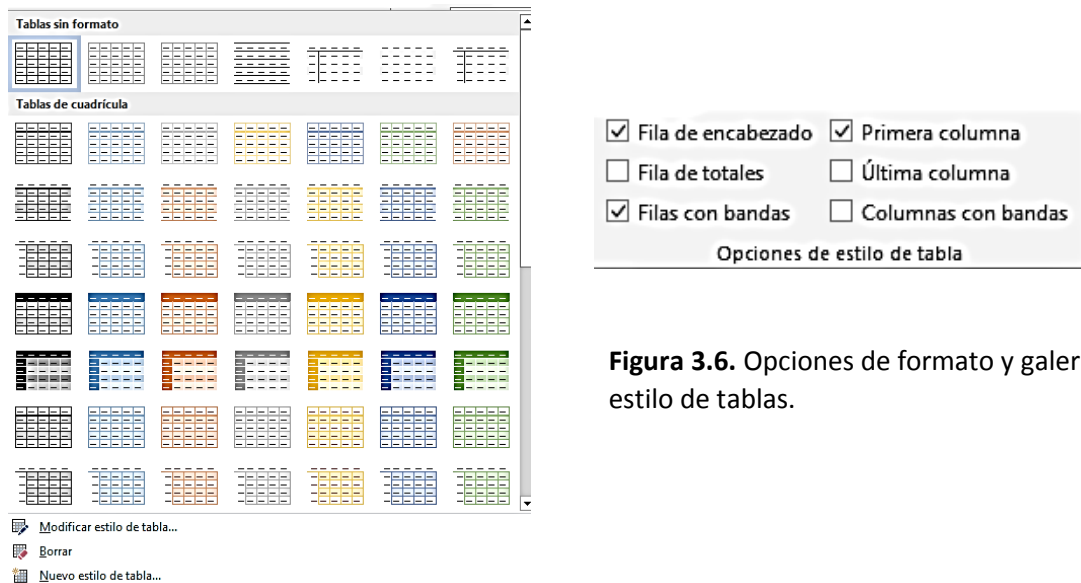 Tablas sin formato
Tablas de cuadrícula
Modificar estilo de tabla...
Borrar
Nuevo estilo de tabla...
Fila de encabezado Primera columna
Fila de totales Última columna
Filas con bandas Columnas con bandas
Opciones de estilo de tabla
Figura 3.6. Opciones de formato y galer
estilo de tablas.